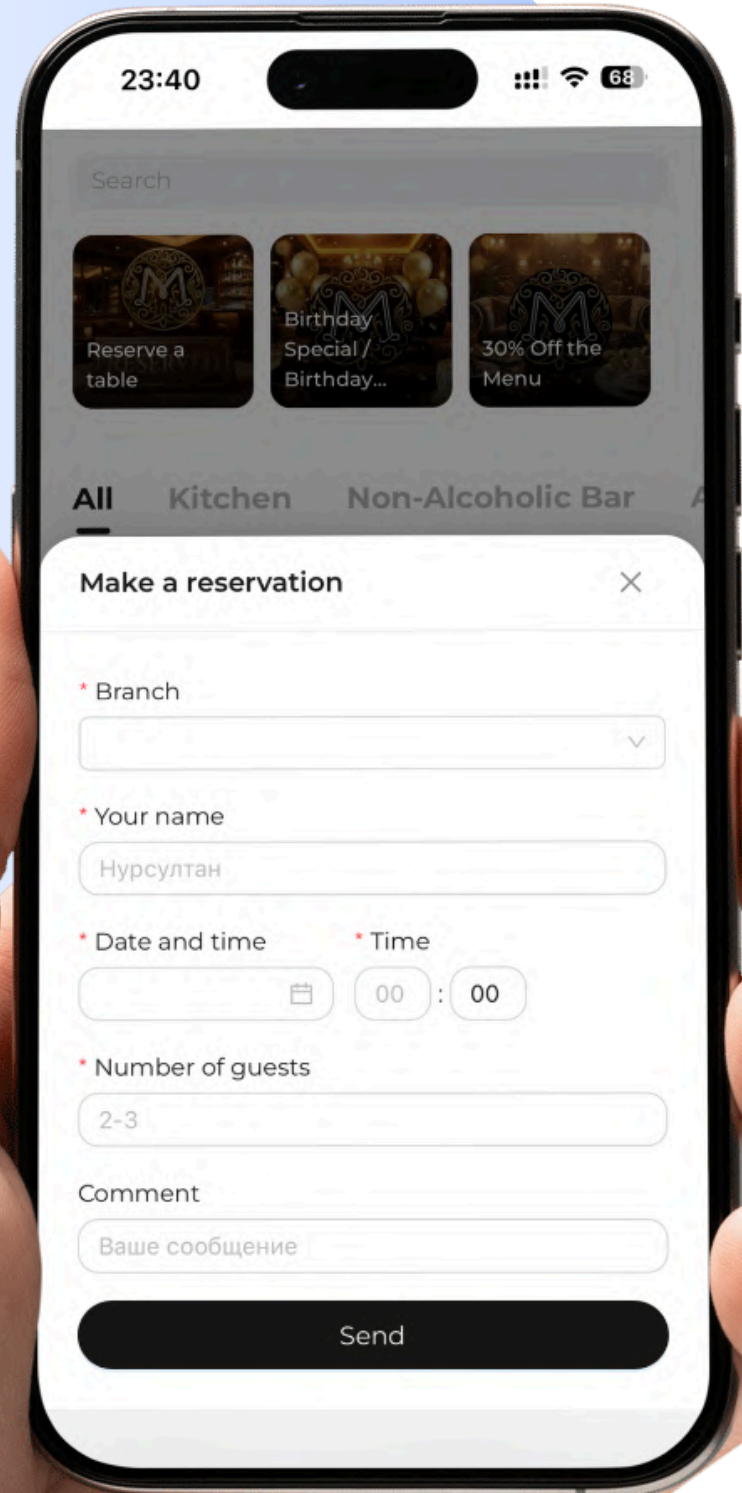 23:40
68
Search
Reserve a
table
Birthday
Special /
Birthday...
30% Off the
Menu
All Kitchen Non-Alcoholic Bar A
Make a reservation
* Branch
* Your name
Нурсултан
* Date and time * Time
00 : 00
* Number of guests
2-3
Comment
Ваше сообщение
Send